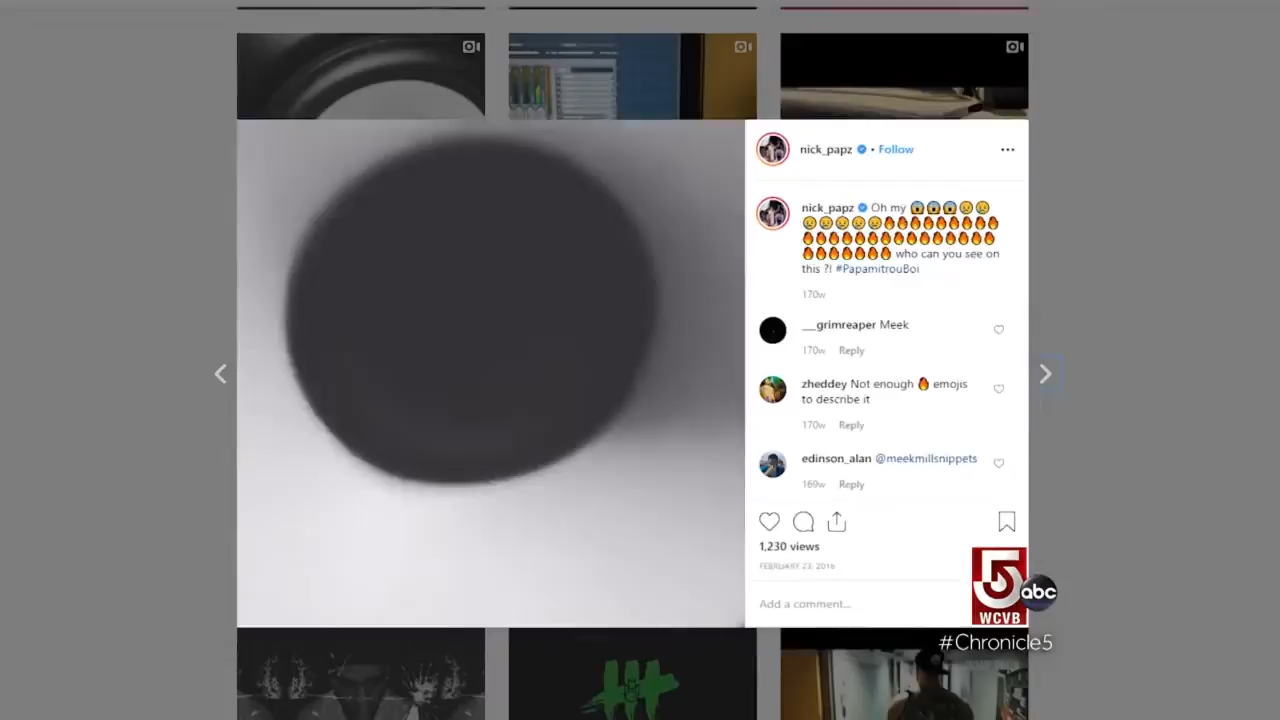 nick_papz • Follow
nick_papz Oh my 😱😱😱😢😢
😢😢😢😢😢🔥🔥🔥🔥🔥🔥🔥🔥🔥
🔥🔥🔥🔥🔥🔥🔥🔥🔥🔥🔥🔥🔥🔥🔥
🔥🔥🔥🔥🔥🔥🔥 who can you see on
this ?! #PapamitrouBoi
170w
__grimreaper Meek
170w Reply
zheddey Not enough 🔥 emojis
to describe it
170w Reply
edinson_alan @meekmillsnippets
169w Reply
1,230 views
FEBRUARY 23, 2016
Add a comment...
5
abc
WCVB
#Chronicle5